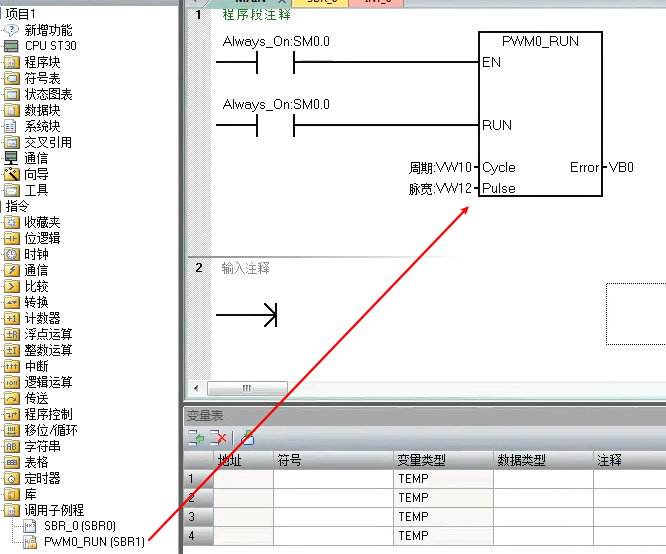 项目1
新增功能
CPU ST30
程序块
符号表
状态图表
数据块
系统块
交叉引用
通信
向导
工具
指令
收藏夹
位逻辑
时钟
通信
比较
转换
计数器
浮点运算
整数运算
中断
逻辑运算
传送
程序控制
移位/循环
字符串
表格
定时器
库
调用子例程
SBR_0 (SBR0)
PWM0_RUN (SBR1)
MAIN
SBR_0
INT_0
1
程序段注释
Always_On:SM0.0
PWM0_RUN
EN
Always_On:SM0.0
RUN
周期:VW10
Cycle
Error
VB0
脉宽:VW12
Pulse
2
输入注释
变量表
地址
符号
变量类型
数据类型
注释
1
TEMP
2
TEMP
3
TEMP
4
TEMP